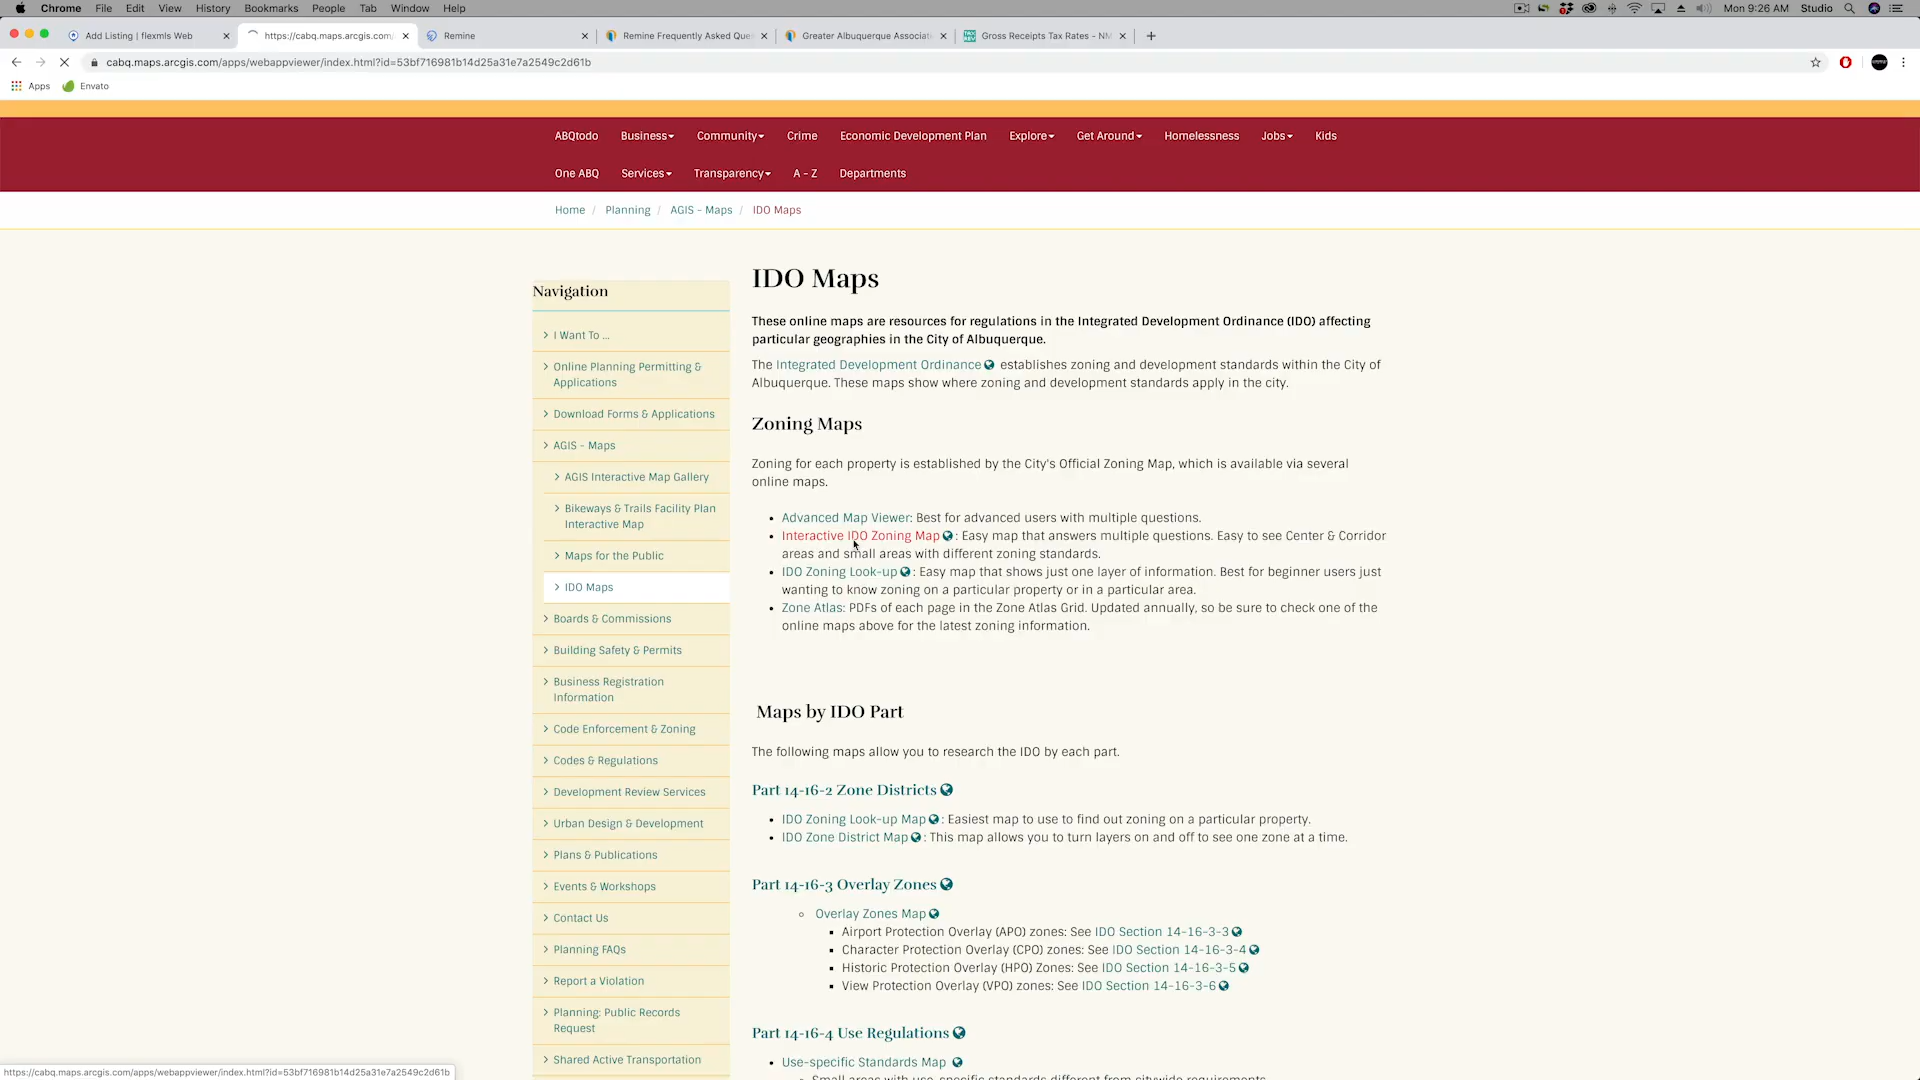 Chrome File Edit View History Bookmarks People Tab Window Help Mon 9:26 AM Studio
Add Listing | flexmls Web https://cabq.maps.arcgis.com/ Remine Remine Frequently Asked Que Greater Albuquerque Associati Gross Receipts Tax Rates - NM
cabq.maps.arcgis.com/apps/webappviewer/index.html?id=53bf716981b14d25a31e7a2549c2d61b
Apps Envato
ABQtodo Business Community Crime Economic Development Plan Explore Get Around Homelessness Jobs Kids
One ABQ Services Transparency A - Z Departments
Home / Planning / AGIS - Maps / IDO Maps
Navigation
I Want To ...
Online Planning Permitting &
Applications
Download Forms & Applications
AGIS - Maps
AGIS Interactive Map Gallery
Bikeways & Trails Facility Plan
Interactive Map
Maps for the Public
IDO Maps
Boards & Commissions
Building Safety & Permits
Business Registration
Information
Code Enforcement & Zoning
Codes & Regulations
Development Review Services
Urban Design & Development
Plans & Publications
Events & Workshops
Contact Us
Planning FAQs
Report a Violation
Planning: Public Records
Request
Shared Active Transportation
IDO Maps
These online maps are resources for regulations in the Integrated Development Ordinance (IDO) affecting
particular geographies in the City of Albuquerque.
The Integrated Development Ordinance establishes zoning and development standards within the City of
Albuquerque. These maps show where zoning and development standards apply in the city.
Zoning Maps
Zoning for each property is established by the City's Official Zoning Map, which is available via several
online maps.
• Advanced Map Viewer: Best for advanced users with multiple questions.
• Interactive IDO Zoning Map : Easy map that answers multiple questions. Easy to see Center & Corridor
areas and small areas with different zoning standards.
• IDO Zoning Look-up : Easy map that shows just one layer of information. Best for beginner users just
wanting to know zoning on a particular property or in a particular area.
• Zone Atlas: PDFs of each page in the Zone Atlas Grid. Updated annually, so be sure to check one of the
online maps above for the latest zoning information.
Maps by IDO Part
The following maps allow you to research the IDO by each part.
Part 14-16-2 Zone Districts
• IDO Zoning Look-up Map : Easiest map to use to find out zoning on a particular property.
• IDO Zone District Map : This map allows you to turn layers on and off to see one zone at a time.
Part 14-16-3 Overlay Zones
Overlay Zones Map
Airport Protection Overlay (APO) zones: See IDO Section 14-16-3-3
Character Protection Overlay (CPO) zones: See IDO Section 14-16-3-4
Historic Protection Overlay (HPO) Zones: See IDO Section 14-16-3-5
View Protection Overlay (VPO) zones: See IDO Section 14-16-3-6
Part 14-16-4 Use Regulations
• Use-specific Standards Map
Small areas with use-specific standards different from citywide requirements
https://cabq.maps.arcgis.com/apps/webappviewer/index.html?id=53bf716981b14d25a31e7a2549c2d61b